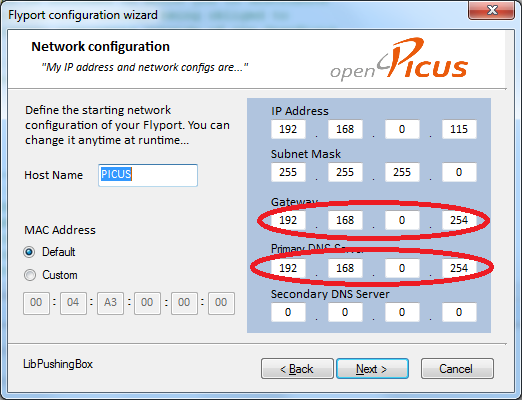 Flyport configuration wizard
Network configuration
"My IP address and network configs are..."
openPicus
Define the starting network
configuration of your Flyport. You can
change it anytime at runtime...
Host Name PICUS
MAC Address
Default
Custom
00 : 04 : A3 : 00 : 00 : 00
IP Address
192 . 168 . 0 . 115
Subnet Mask
255 . 255 . 255 . 0
Gateway
192 . 168 . 0 . 254
Primary DNS Server
192 . 168 . 0 . 254
Secondary DNS Server
0 . 0 . 0 . 0
LibPushingBox
< Back
Next >
Cancel